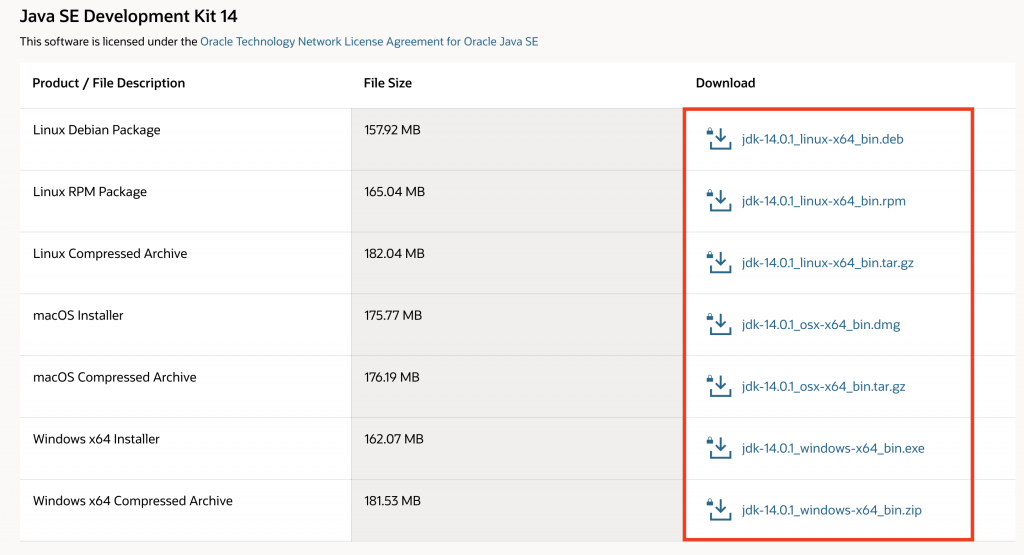 Java SE Development Kit 14
This software is licensed under the Oracle Technology Network License Agreement for Oracle Java SE
Product / File Description File Size Download
Linux Debian Package 157.92 MB jdk-14.0.1_linux-x64_bin.deb
Linux RPM Package 165.04 MB jdk-14.0.1_linux-x64_bin.rpm
Linux Compressed Archive 182.04 MB jdk-14.0.1_linux-x64_bin.tar.gz
macOS Installer 175.77 MB jdk-14.0.1_osx-x64_bin.dmg
macOS Compressed Archive 176.19 MB jdk-14.0.1_osx-x64_bin.tar.gz
Windows x64 Installer 162.07 MB jdk-14.0.1_windows-x64_bin.exe
Windows x64 Compressed Archive 181.53 MB jdk-14.0.1_windows-x64_bin.zip